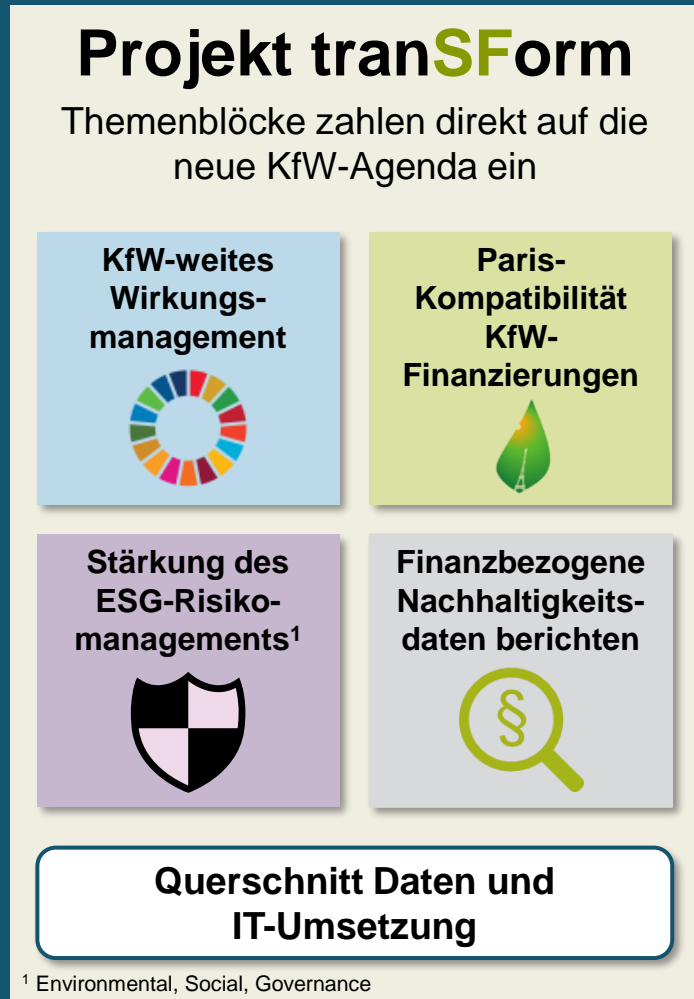 Projekt tranSForm
Themenblöcke zahlen direkt auf die
neue KfW-Agenda ein
KfW-weites
Wirkungs-
management
Paris-
Kompatibilität
KfW-
Finanzierungen
Stärkung des
ESG-Risiko-
managements¹
Finanzbezogene
Nachhaltigkeits-
daten berichten
§
Querschnitt Daten und
IT-Umsetzung
¹ Environmental, Social, Governance